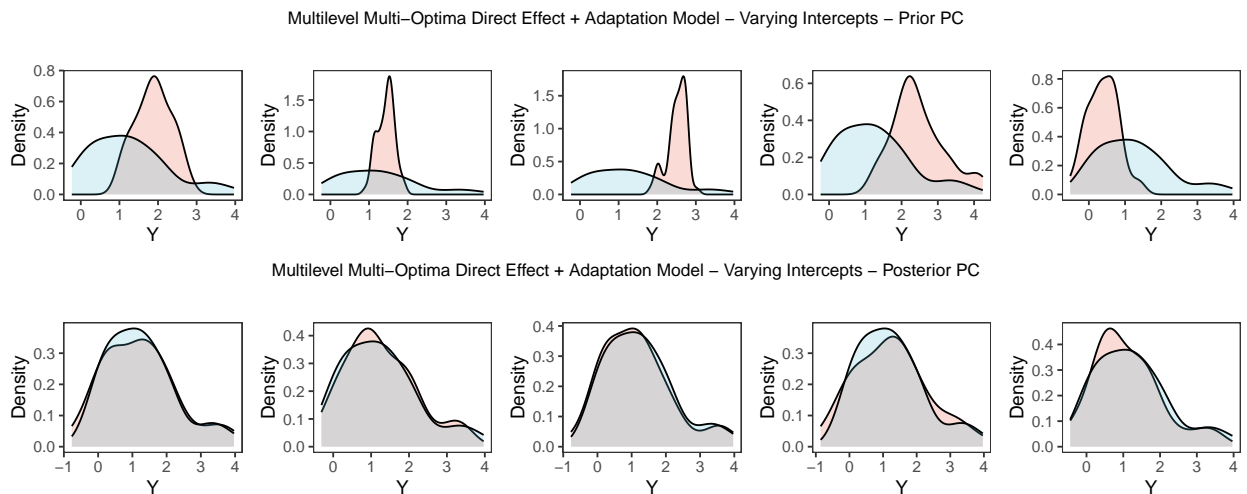 Multilevel Multi−Optima Direct Effect + Adaptation Model − Varying Intercepts − Prior PC
0.8
0.6
0.4
0.2
0.0
Density
0 1 2 3 4
Y
1.5
1.0
0.5
0.0
Density
0 1 2 3 4
Y
1.5
1.0
0.5
0.0
Density
0 1 2 3 4
Y
0.6
0.4
0.2
0.0
Density
0 1 2 3 4
Y
0.8
0.6
0.4
0.2
0.0
Density
0 1 2 3 4
Y
Multilevel Multi−Optima Direct Effect + Adaptation Model − Varying Intercepts − Posterior PC
0.3
0.2
0.1
0.0
Density
−1 0 1 2 3 4
Y
0.4
0.3
0.2
0.1
0.0
Density
0 1 2 3 4
Y
0.4
0.3
0.2
0.1
0.0
Density
0 1 2 3 4
Y
0.3
0.2
0.1
0.0
Density
−1 0 1 2 3 4
Y
0.4
0.3
0.2
0.1
0.0
Density
0 1 2 3 4
Y